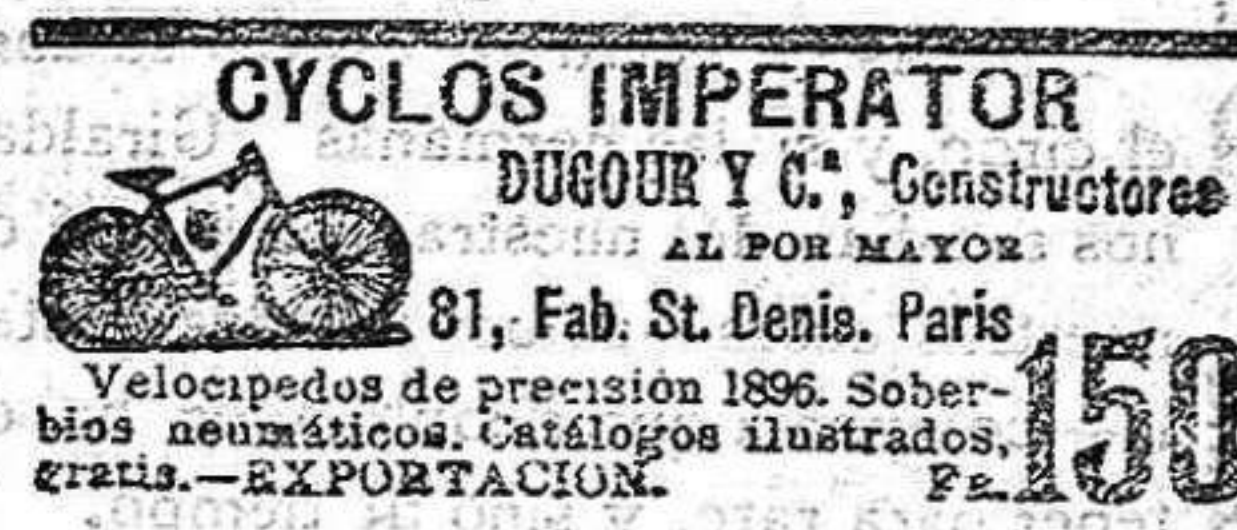 CYCLOS IMPERATOR
DUGOUR Y C.ª, Constructores
AL POR MAYOR
81, Fab. St. Denis. Paris
Velocipedos de precisión 1896. Sober-
bios neumáticos. Catálogos ilustrados,
gratis.—EXPORTACION. Fs. 150